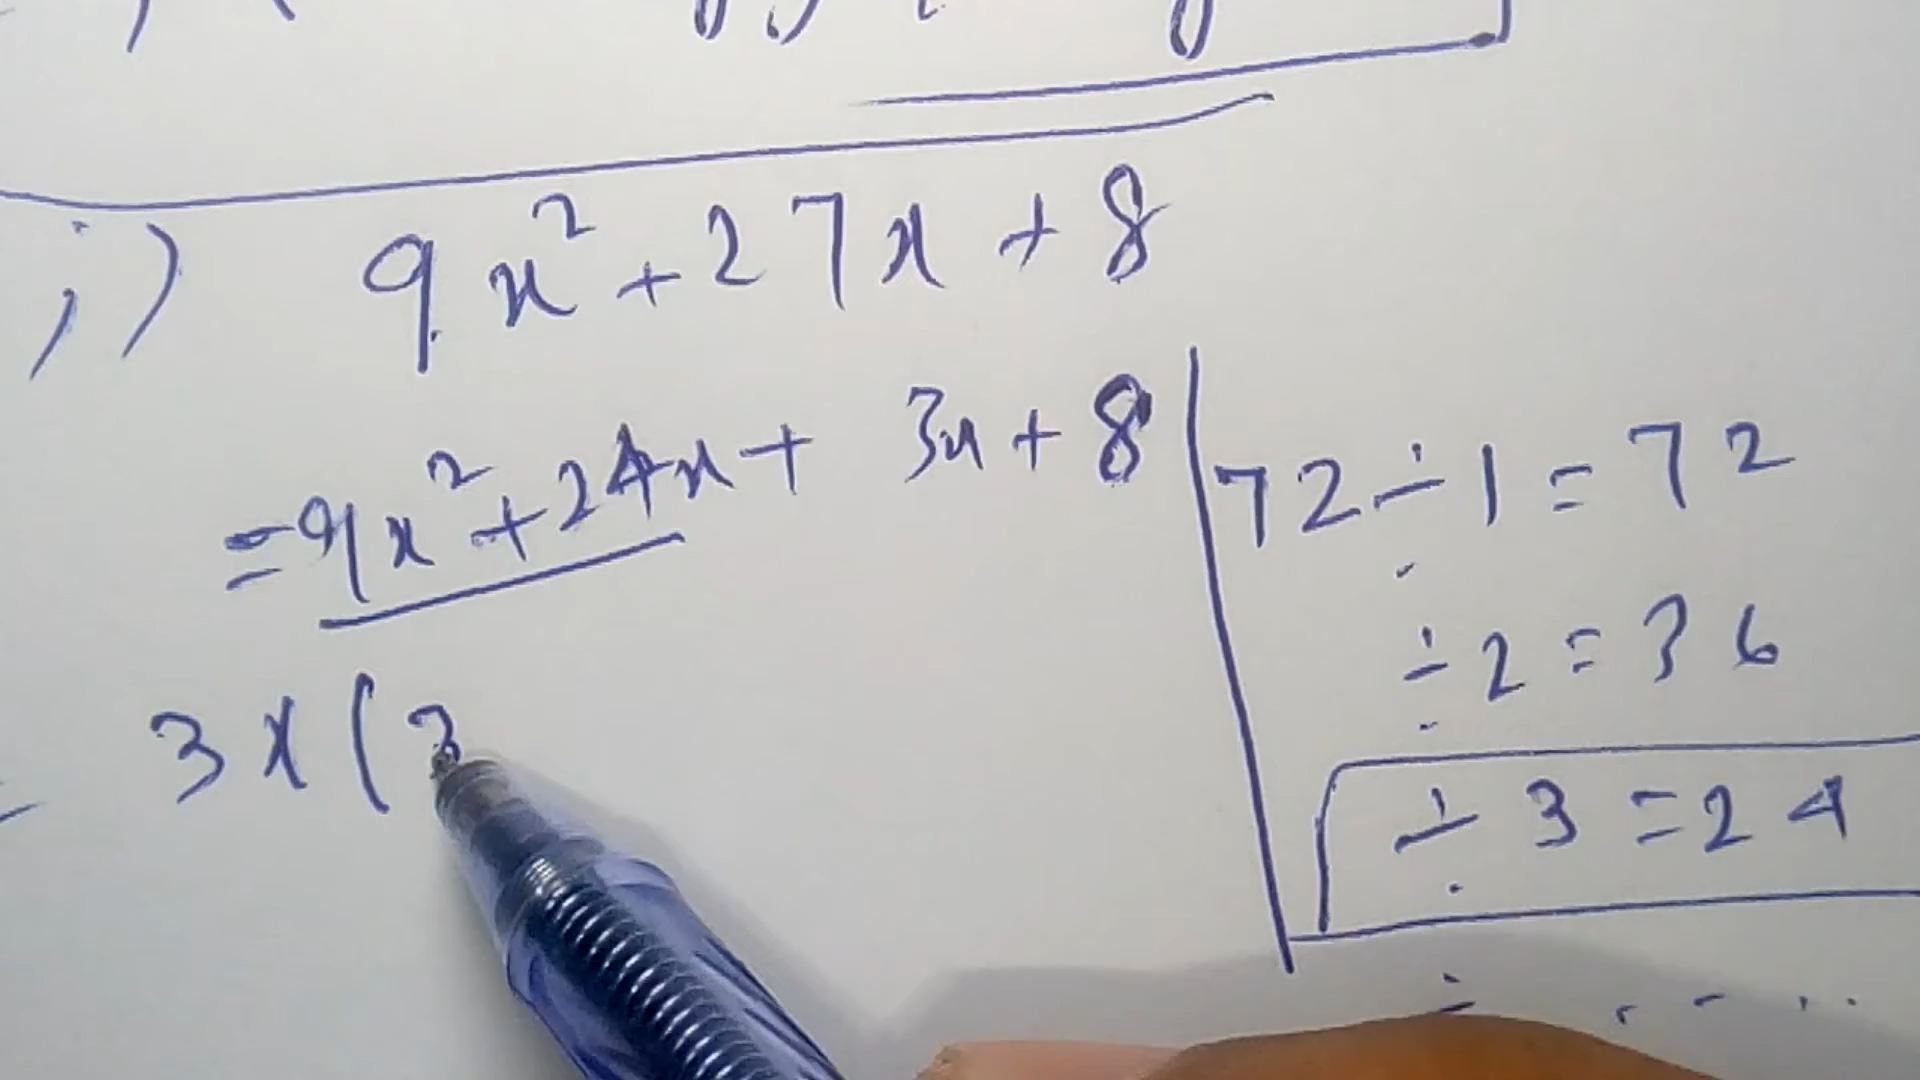 j) 9x² + 27x + 8
= 9x² + 24x + 3x + 8
= 3x ( 3
72 ÷ 1 = 72
÷ 2 = 36
÷ 3 = 24
÷